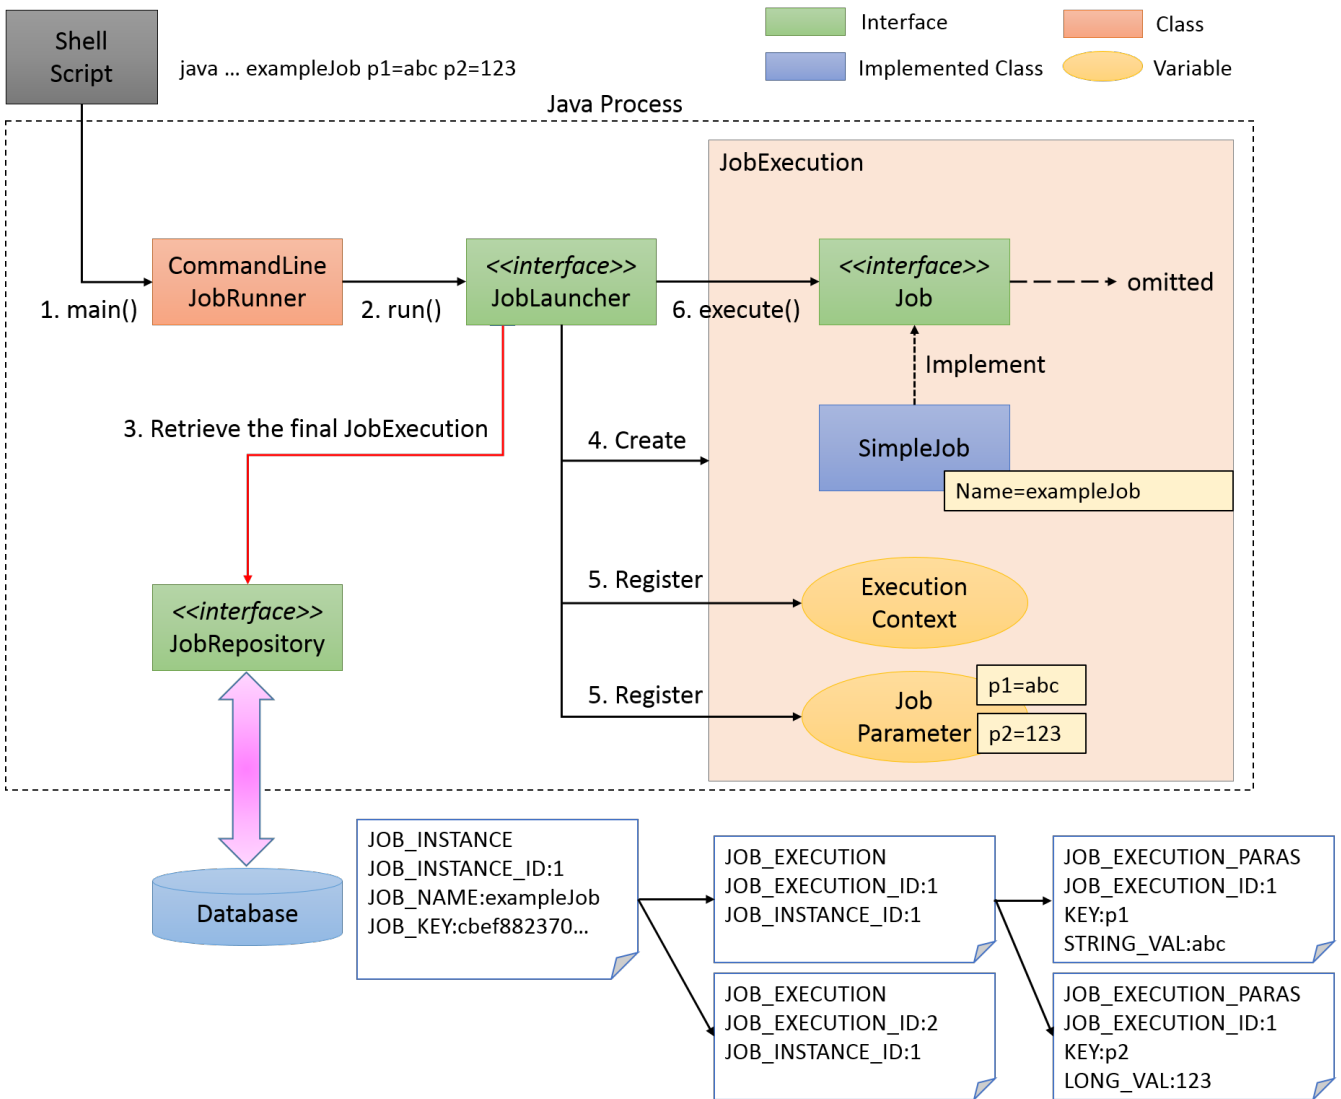 Shell
Script
java ... exampleJob p1=abc p2=123
Interface
Class
Implemented Class
Variable
Java Process
JobExecution
CommandLine
JobRunner
<<interface>>
JobLauncher
<<interface>>
Job
omitted
1. main()
2. run()
6. execute()
Implement
3. Retrieve the final JobExecution
4. Create
SimpleJob
Name=exampleJob
5. Register
Execution
Context
<<interface>>
JobRepository
5. Register
Job
Parameter
p1=abc
p2=123
Database
JOB_INSTANCE
JOB_INSTANCE_ID:1
JOB_NAME:exampleJob
JOB_KEY:cbef882370...
JOB_EXECUTION
JOB_EXECUTION_ID:1
JOB_INSTANCE_ID:1
JOB_EXECUTION_PARAS
JOB_EXECUTION_ID:1
KEY:p1
STRING_VAL:abc
JOB_EXECUTION
JOB_EXECUTION_ID:2
JOB_INSTANCE_ID:1
JOB_EXECUTION_PARAS
JOB_EXECUTION_ID:1
KEY:p2
LONG_VAL:123